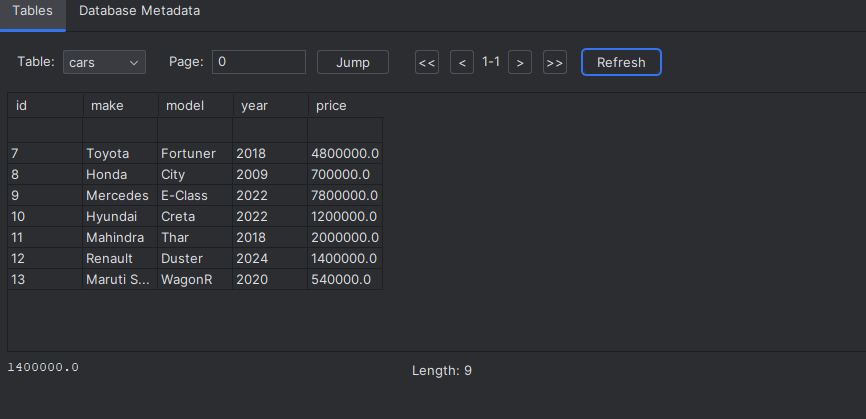 Tables Database Metadata
Table: cars Page: 0 Jump << < 1-1 > >> Refresh
id make model year price
7 Toyota Fortuner 2018 4800000.0
8 Honda City 2009 700000.0
9 Mercedes E-Class 2022 7800000.0
10 Hyundai Creta 2022 1200000.0
11 Mahindra Thar 2018 2000000.0
12 Renault Duster 2024 1400000.0
13 Maruti S... WagonR 2020 540000.0
1400000.0 Length: 9